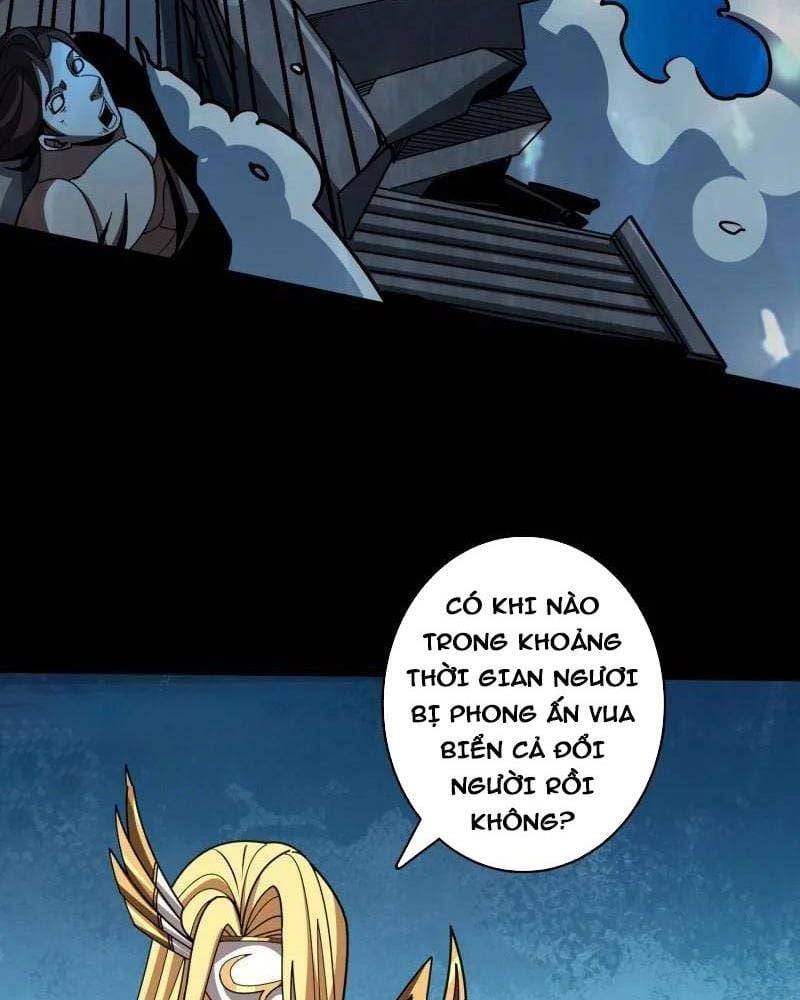 CÓ KHI NÀO
TRONG KHOẢNG
THỜI GIAN NGƯƠI
BỊ PHONG ẤN VUA
BIỂN CẢ ĐỔI
NGƯỜI RỒI
KHÔNG?